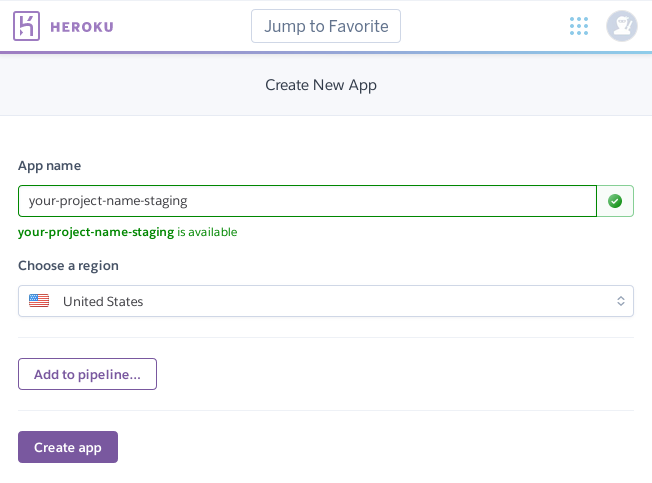 HEROKU
Jump to Favorite
Create New App
App name
your-project-name-staging
your-project-name-staging is available
Choose a region
United States
Add to pipeline...
Create app